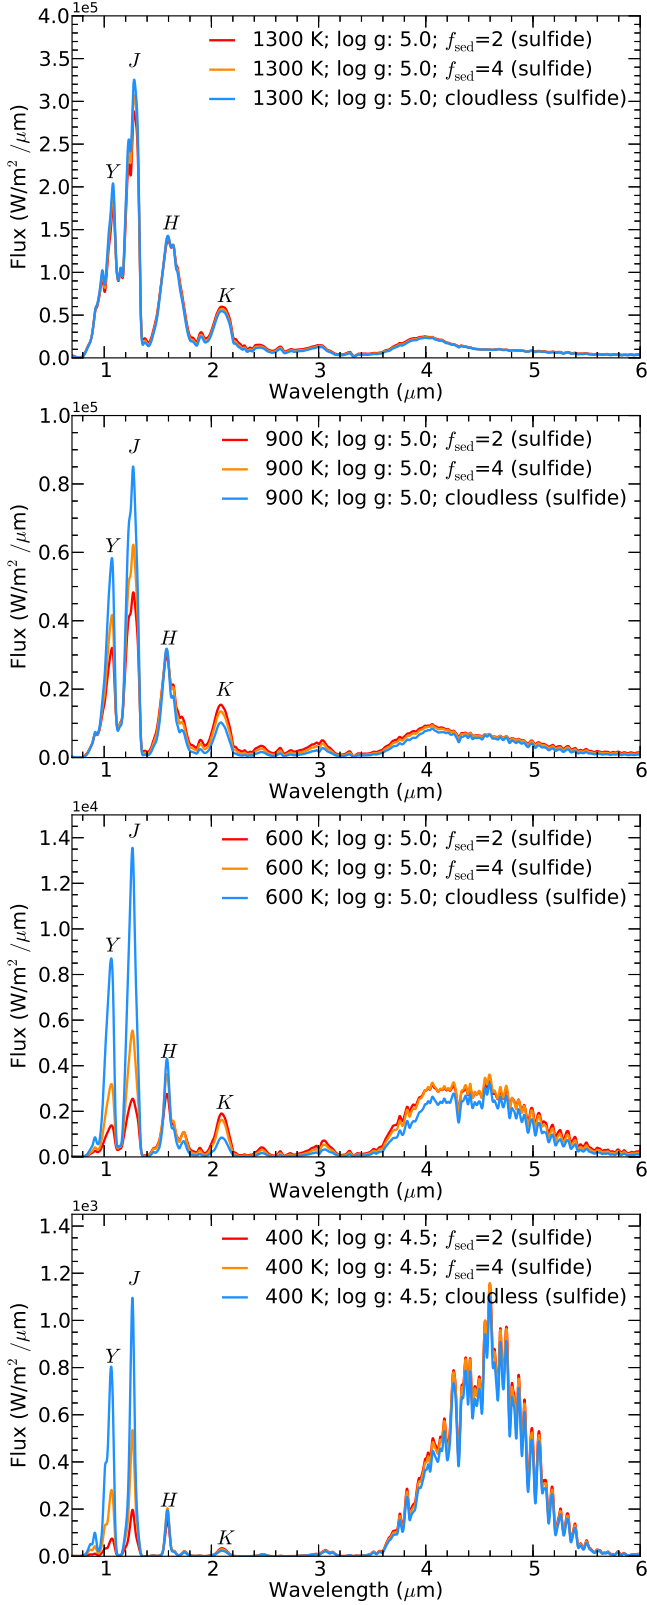 1e5
4.0
3.5
3.0
2.5
2.0
1.5
1.0
0.5
0.0
Flux (W/m² /μm)
1300 K; log g: 5.0; f_sed=2 (sulfide)
1300 K; log g: 5.0; f_sed=4 (sulfide)
1300 K; log g: 5.0; cloudless (sulfide)
Y
J
H
K
1 2 3 4 5 6
Wavelength (μm)
1e5
1.0
0.8
0.6
0.4
0.2
0.0
Flux (W/m² /μm)
900 K; log g: 5.0; f_sed=2 (sulfide)
900 K; log g: 5.0; f_sed=4 (sulfide)
900 K; log g: 5.0; cloudless (sulfide)
Y
J
H
K
1 2 3 4 5 6
Wavelength (μm)
1e4
1.4
1.2
1.0
0.8
0.6
0.4
0.2
0.0
Flux (W/m² /μm)
600 K; log g: 5.0; f_sed=2 (sulfide)
600 K; log g: 5.0; f_sed=4 (sulfide)
600 K; log g: 5.0; cloudless (sulfide)
Y
J
H
K
1 2 3 4 5 6
Wavelength (μm)
1e3
1.4
1.2
1.0
0.8
0.6
0.4
0.2
0.0
Flux (W/m² /μm)
400 K; log g: 4.5; f_sed=2 (sulfide)
400 K; log g: 4.5; f_sed=4 (sulfide)
400 K; log g: 4.5; cloudless (sulfide)
Y
J
H
K
1 2 3 4 5 6
Wavelength (μm)